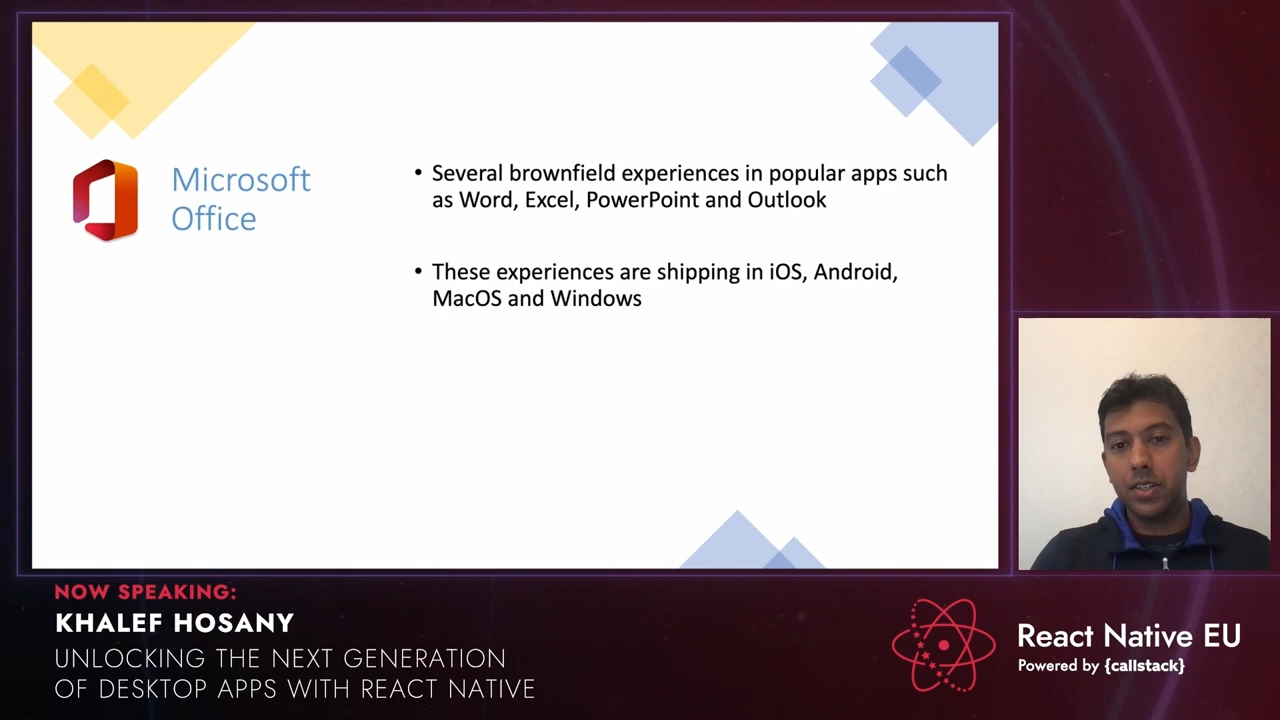 Microsoft
Office
• Several brownfield experiences in popular apps such
as Word, Excel, PowerPoint and Outlook
• These experiences are shipping in iOS, Android,
MacOS and Windows
NOW SPEAKING:
KHALEF HOSANY
UNLOCKING THE NEXT GENERATION
OF DESKTOP APPS WITH REACT NATIVE
React Native EU
Powered by {callstack}